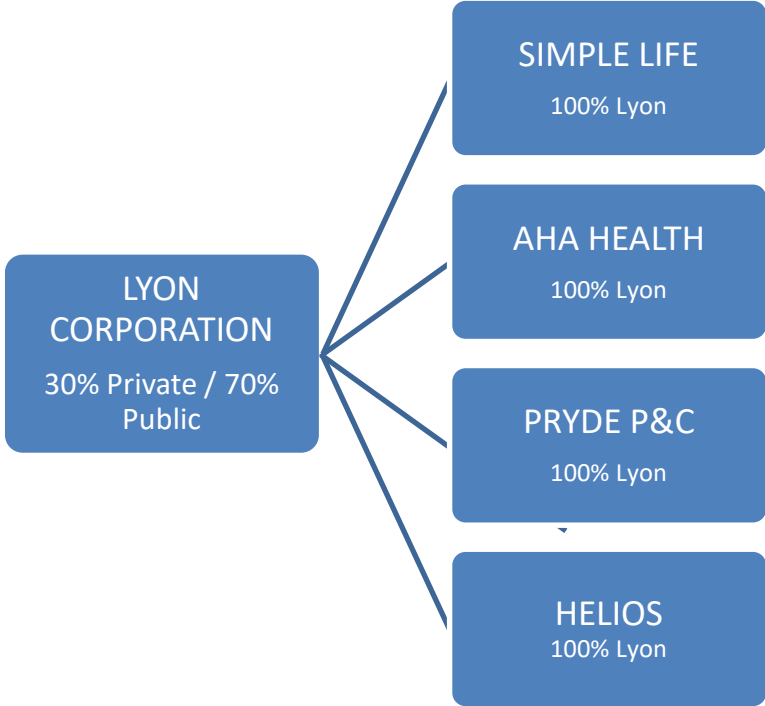 LYON
CORPORATION
30% Private / 70%
Public
SIMPLE LIFE
100% Lyon
AHA HEALTH
100% Lyon
PRYDE P&C
100% Lyon
HELIOS
100% Lyon